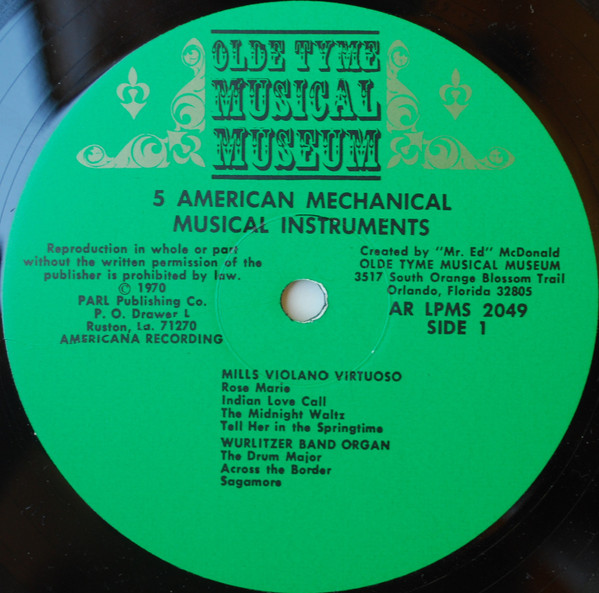 OLDE TYME
MUSICAL
MUSEUM
5 AMERICAN MECHANICAL
MUSICAL INSTRUMENTS
Reproduction in whole or part
without the written permission of the
publisher is prohibited by law.
© 1970
PARL Publishing Co.
P. O. Drawer L
Ruston, La. 71270
AMERICANA RECORDING
Created by "Mr. Ed" McDonald
OLDE TYME MUSICAL MUSEUM
3517 South Orange Blossom Trail
Orlando, Florida 32805
AR LPMS 2049
SIDE 1
MILLS VIOLANO VIRTUOSO
Rose Marie
Indian Love Call
The Midnight Waltz
Tell Her in the Springtime
WURLITZER BAND ORGAN
The Drum Major
Across the Border
Sagamore